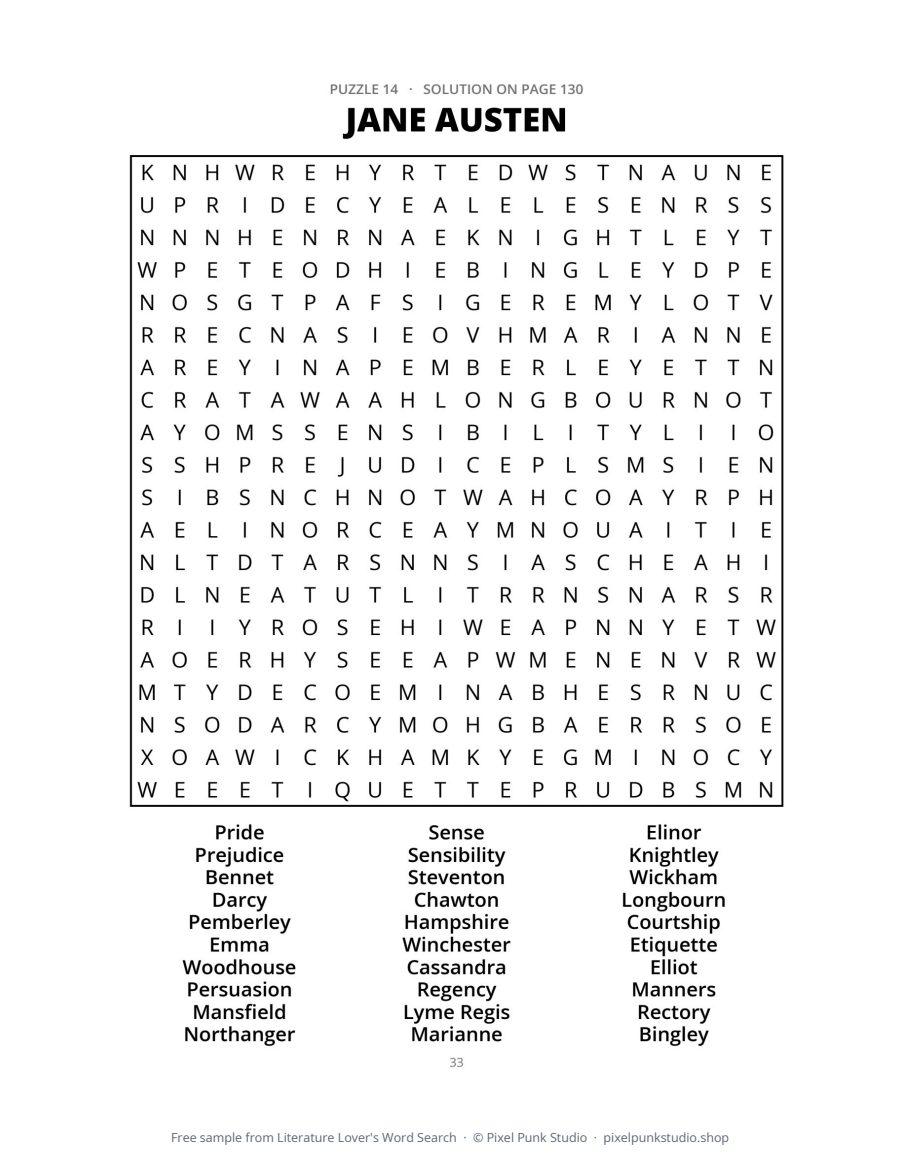 PUZZLE 14 · SOLUTION ON PAGE 130
JANE AUSTEN
K N H W R E H Y R T E D W S T N A U N E
U P R I D E C Y E A L E L E S E N R S S
N N N H E N R N A E K N I G H T L E Y T
W P E T E O D H I E B I N G L E Y D P E
N O S G T P A F S I G E R E M Y L O T V
R R E C N A S I E O V H M A R I A N N E
A R E Y I N A P E M B E R L E Y E T T N
C R A T A W A A H L O N G B O U R N O T
A Y O M S S E N S I B I L I T Y L I I O
S S H P R E J U D I C E P L S M S I E N
S I B S N C H N O T W A H C O A Y R P H
A E L I N O R C E A Y M N O U A I T I E
N L T D T A R S N N S I A S C H E A H I
D L N E A T U T L I T R R N S N A R S R
R I I Y R O S E H I W E A P N N Y E T W
A O E R H Y S E E A P W M E N E N V R W
M T Y D E C O E M I N A B H E S R N U C
N S O D A R C Y M O H G B A E R R S O E
X O A W I C K H A M K Y E G M I N O C Y
W E E E T I Q U E T T E P R U D B S M N
Pride Sense Elinor
Prejudice Sensibility Knightley
Bennet Steventon Wickham
Darcy Chawton Longbourn
Pemberley Hampshire Courtship
Emma Winchester Etiquette
Woodhouse Cassandra Elliot
Persuasion Regency Manners
Mansfield Lyme Regis Rectory
Northanger Marianne Bingley
33
Free sample from Literature Lover's Word Search · © Pixel Punk Studio · pixelpunkstudio.shop